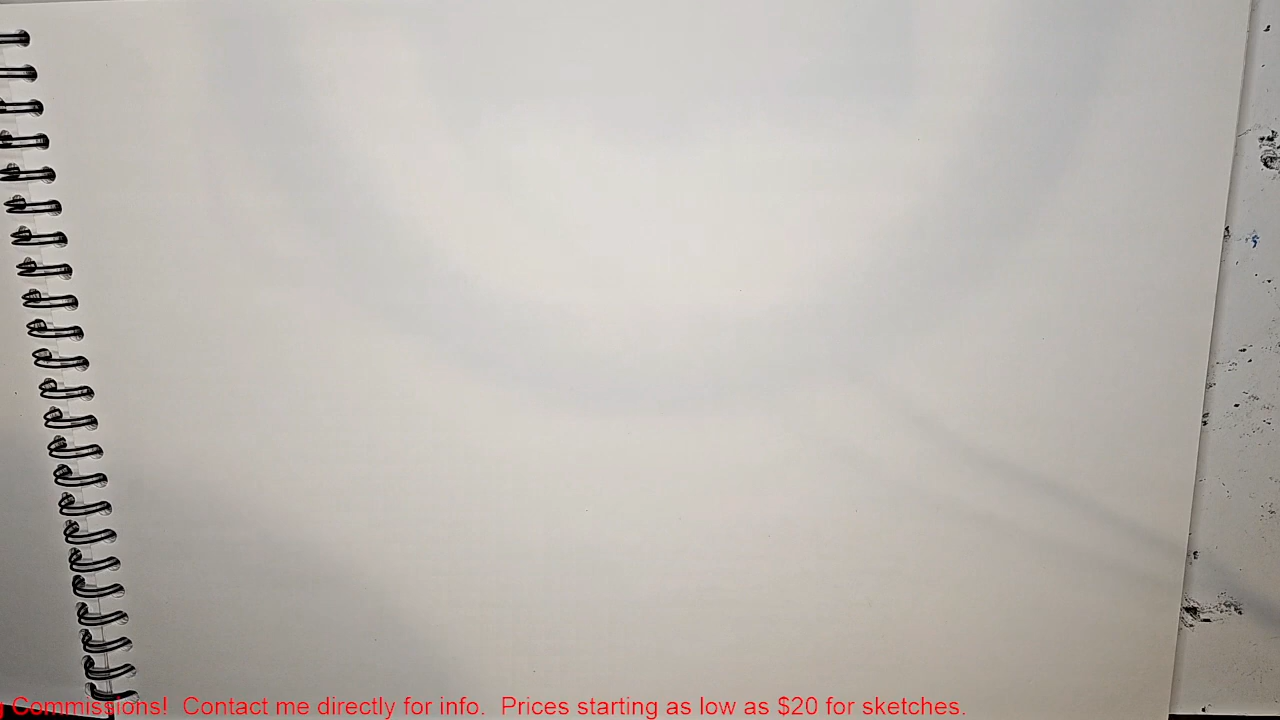 Commissions!  Contact me directly for info.  Prices starting as low as $20 for sketches.